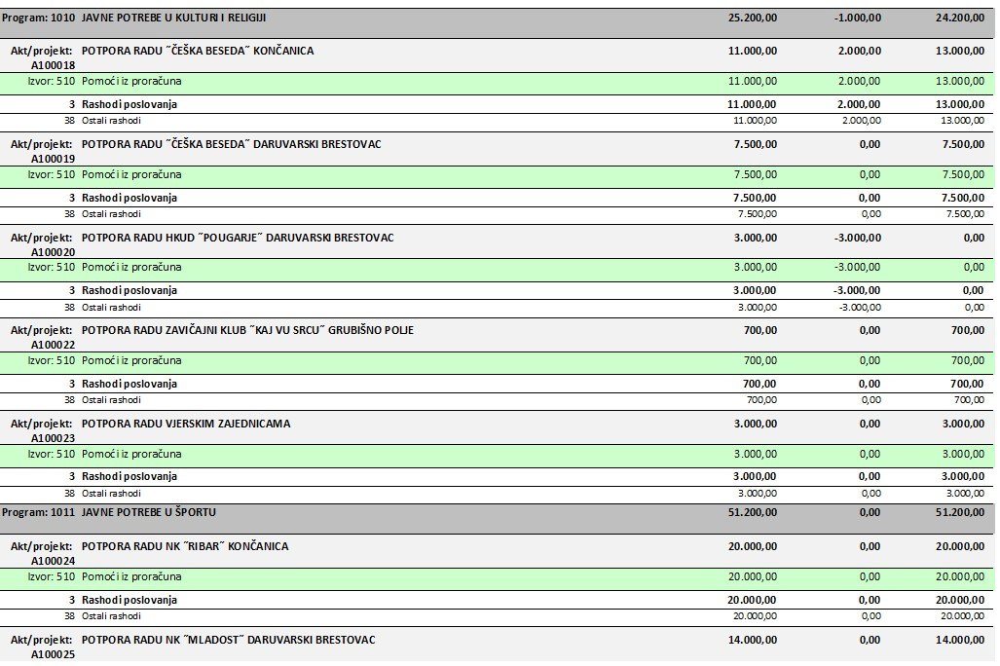 Program: 1010 JAVNE POTREBE U KULTURI I RELIGIJI 25.200,00 -1.000,00 24.200,00
Akt/projekt: POTPORA RADU ˝ČEŠKA BESEDA˝ KONČANICA 11.000,00 2.000,00 13.000,00
A100018
Izvor: 510 Pomoći iz proračuna 11.000,00 2.000,00 13.000,00
3 Rashodi poslovanja 11.000,00 2.000,00 13.000,00
38 Ostali rashodi 11.000,00 2.000,00 13.000,00
Akt/projekt: POTPORA RADU ˝ČEŠKA BESEDA˝ DARUVARSKI BRESTOVAC 7.500,00 0,00 7.500,00
A100019
Izvor: 510 Pomoći iz proračuna 7.500,00 0,00 7.500,00
3 Rashodi poslovanja 7.500,00 0,00 7.500,00
38 Ostali rashodi 7.500,00 0,00 7.500,00
Akt/projekt: POTPORA RADU HKUD ˝POUGARJE˝ DARUVARSKI BRESTOVAC 3.000,00 -3.000,00 0,00
A100020
Izvor: 510 Pomoći iz proračuna 3.000,00 -3.000,00 0,00
3 Rashodi poslovanja 3.000,00 -3.000,00 0,00
38 Ostali rashodi 3.000,00 -3.000,00 0,00
Akt/projekt: POTPORA RADU ZAVIČAJNI KLUB ˝KAJ VU SRCU˝ GRUBIŠNO POLJE 700,00 0,00 700,00
A100022
Izvor: 510 Pomoći iz proračuna 700,00 0,00 700,00
3 Rashodi poslovanja 700,00 0,00 700,00
38 Ostali rashodi 700,00 0,00 700,00
Akt/projekt: POTPORA RADU VJERSKIM ZAJEDNICAMA 3.000,00 0,00 3.000,00
A100023
Izvor: 510 Pomoći iz proračuna 3.000,00 0,00 3.000,00
3 Rashodi poslovanja 3.000,00 0,00 3.000,00
38 Ostali rashodi 3.000,00 0,00 3.000,00
Program: 1011 JAVNE POTREBE U ŠPORTU 51.200,00 0,00 51.200,00
Akt/projekt: POTPORA RADU NK ˝RIBAR˝ KONČANICA 20.000,00 0,00 20.000,00
A100024
Izvor: 510 Pomoći iz proračuna 20.000,00 0,00 20.000,00
3 Rashodi poslovanja 20.000,00 0,00 20.000,00
38 Ostali rashodi 20.000,00 0,00 20.000,00
Akt/projekt: POTPORA RADU NK ˝MLADOST˝ DARUVARSKI BRESTOVAC 14.000,00 0,00 14.000,00
A100025